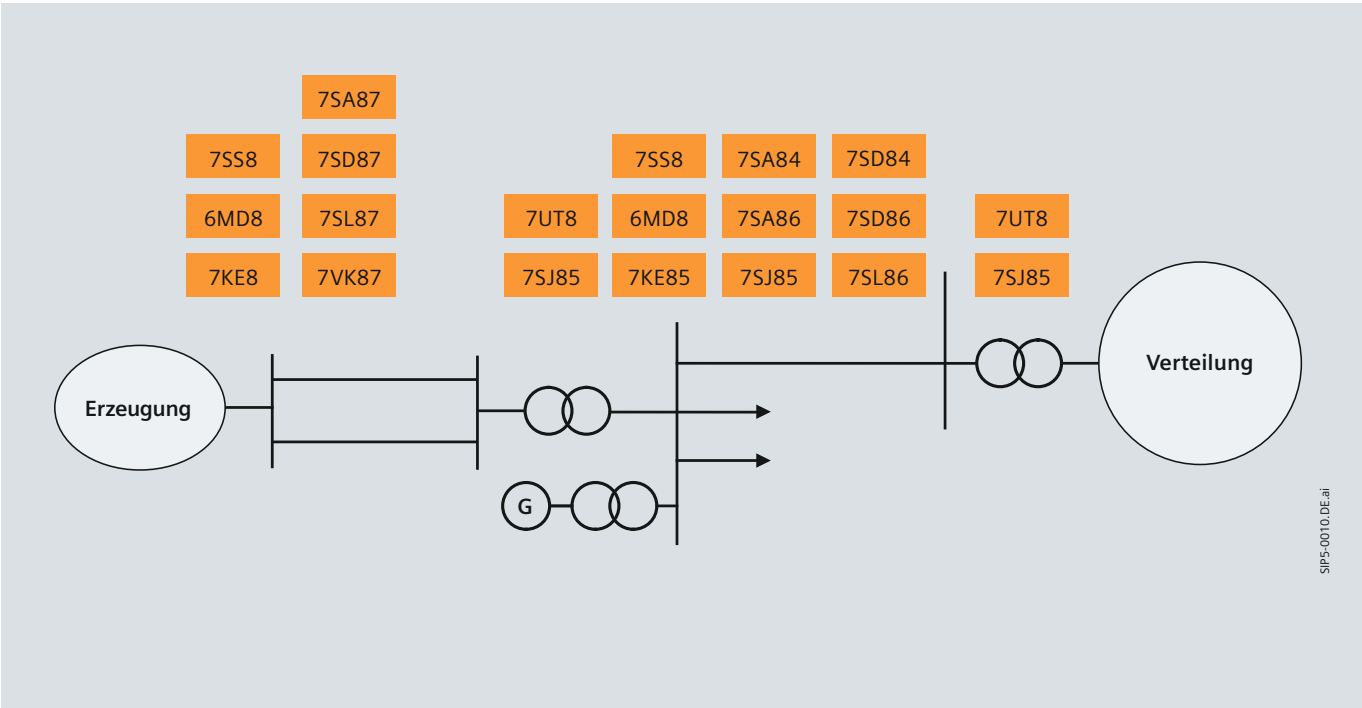 7SA87
7SS8 7SD87 7SS8 7SA84 7SD84
6MD8 7SL87 7UT8 6MD8 7SA86 7SD86 7UT8
7KE8 7VK87 7SJ85 7KE85 7SJ85 7SL86 7SJ85
Verteilung
Erzeugung
G
SIP5-0010.DE.ai